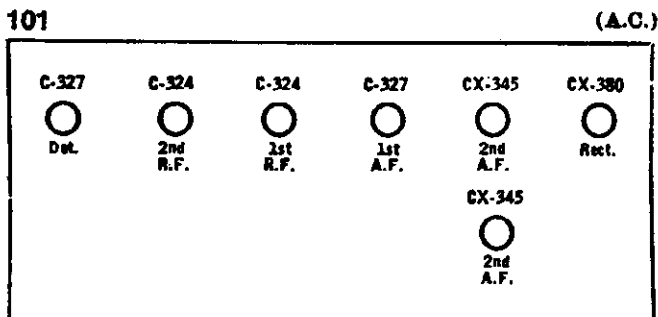 101 (A.C.)
C-327 C-324 C-324 C-327 CX-345 CX-380
Det. 2nd 1st 1st 2nd Rect.
R.F. R.F. A.F. A.F.
CX-345
2nd
A.F.